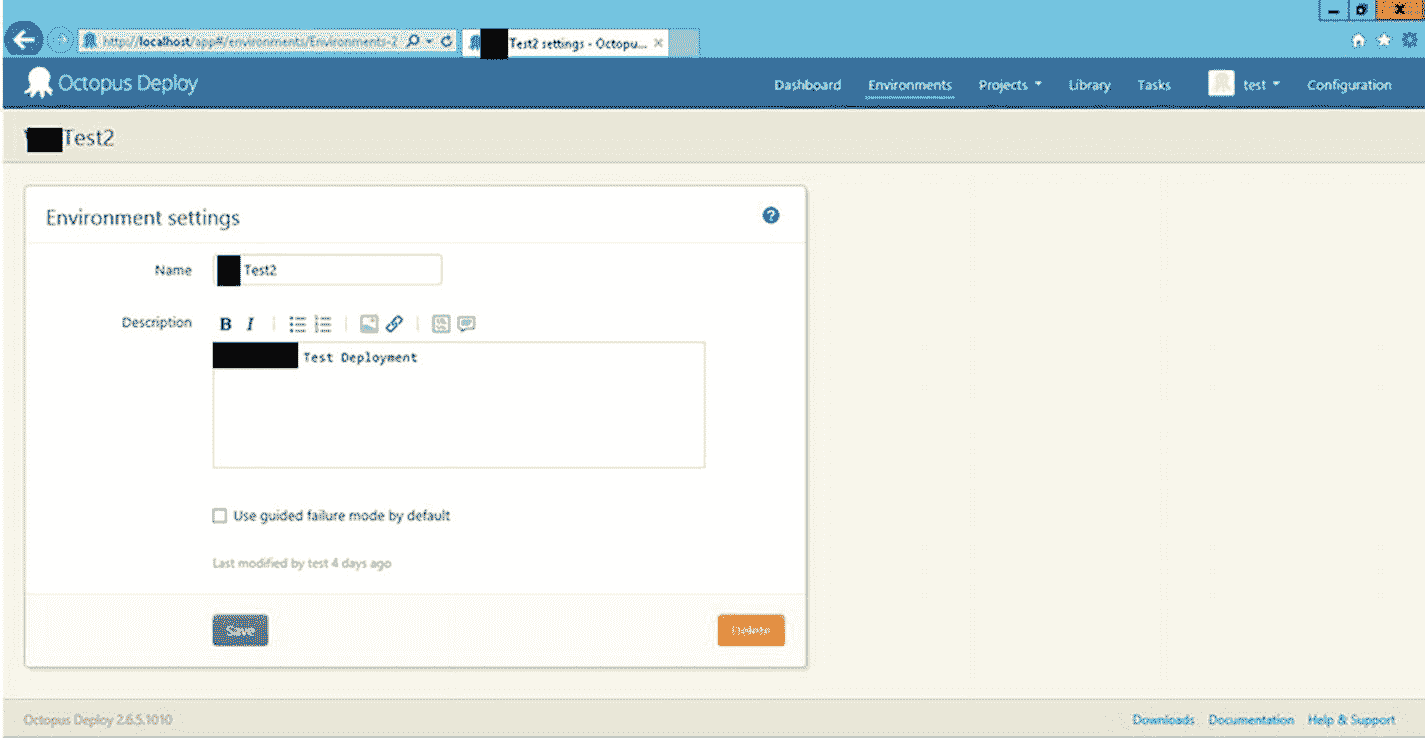 http://localhost/app#/environments/Environments-2
Test2 settings - Octopu...
Octopus Deploy
Dashboard Environments Projects Library Tasks test Configuration
Test2
Environment settings
Name Test2
Description B I
Test Deployment
Use guided failure mode by default
Last modified by test 4 days ago
Save Delete
Octopus Deploy 2.6.5.1010
Downloads Documentation Help & Support